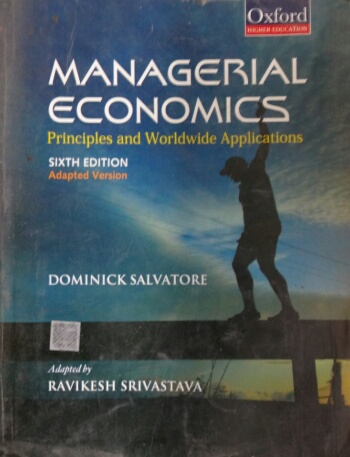 Oxford
HIGHER EDUCATION
MANAGERIAL
ECONOMICS
Principles and Worldwide Applications
SIXTH EDITION
Adapted Version
DOMINICK SALVATORE
Adapted by
RAVIKESH SRIVASTAVA